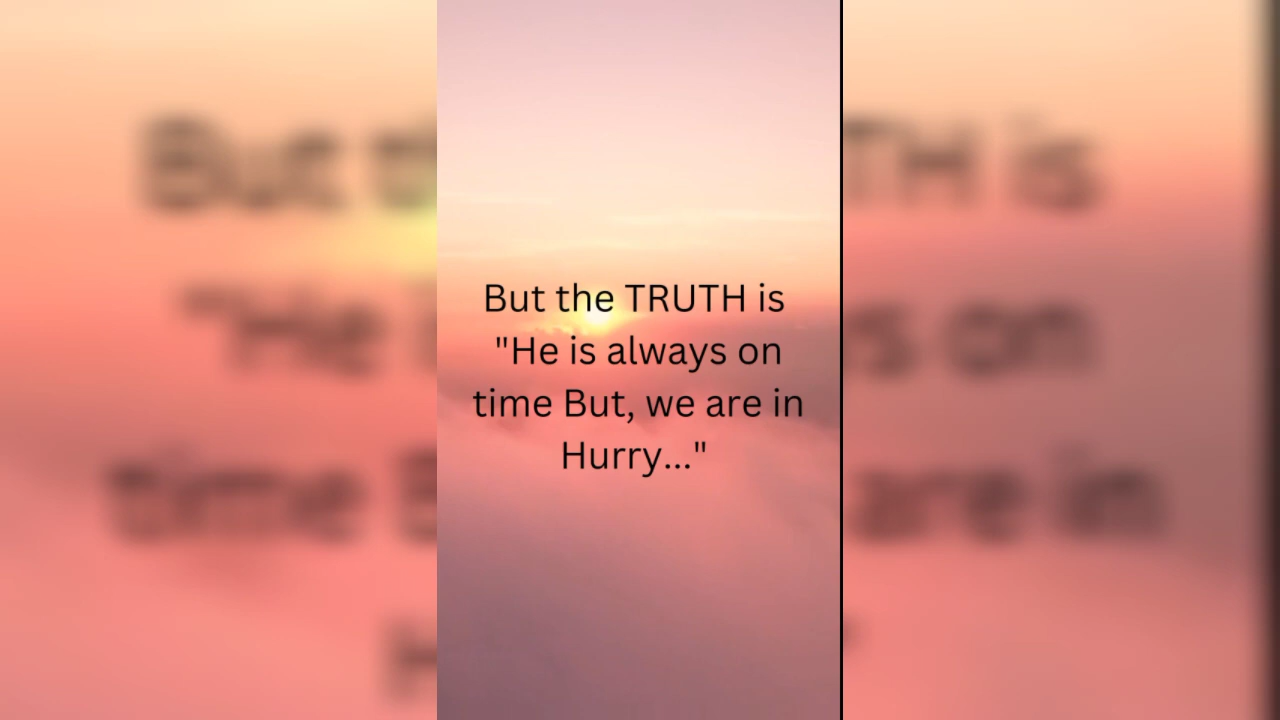 But the TRUTH is
"He is always on
time But, we are in
Hurry..."